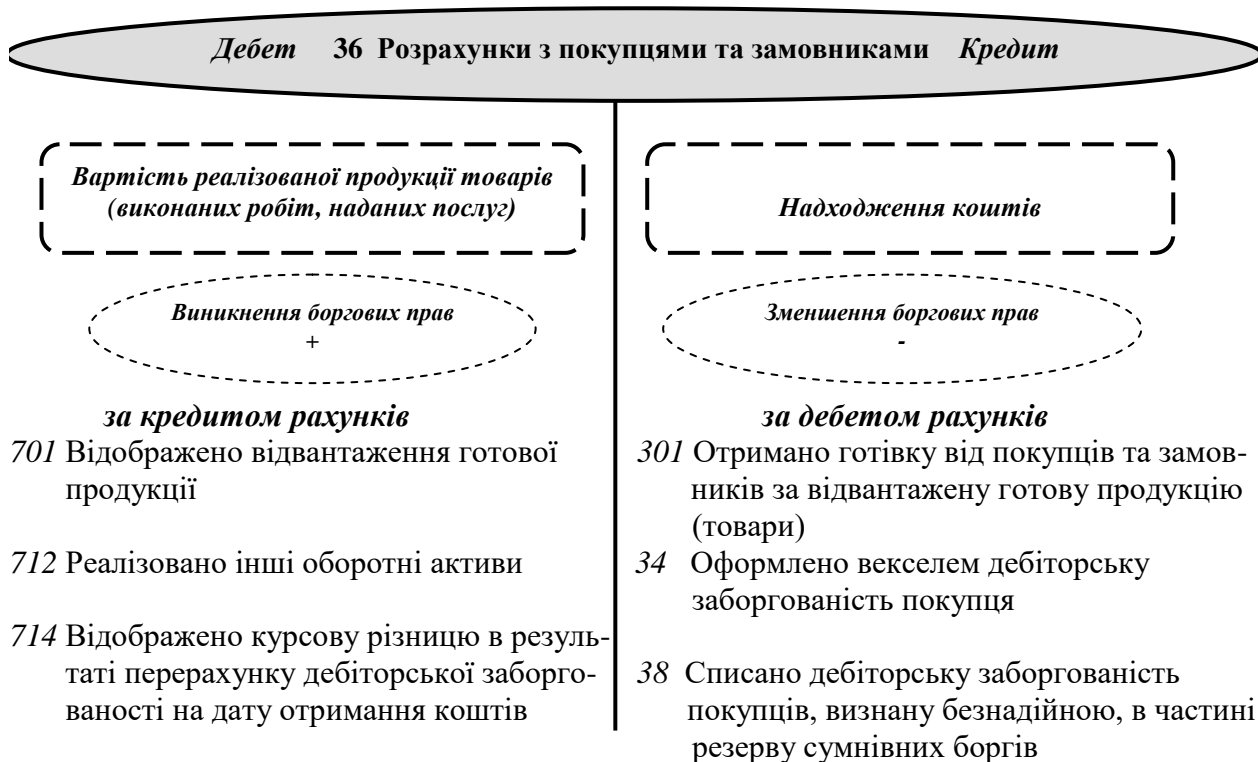 Дебет 36 Розрахунки з покупцями та замовниками Кредит
Вартість реалізованої продукції товарів
(виконаних робіт, наданих послуг)
Виникнення боргових прав
+
за кредитом рахунків
701 Відображено відвантаження готової
продукції
712 Реалізовано інші оборотні активи
714 Відображено курсову різницю в резуль-
таті перерахунку дебіторської заборго-
ваності на дату отримання коштів
Надходження коштів
Зменшення боргових прав
-
за дебетом рахунків
301 Отримано готівку від покупців та замов-
ників за відвантажену готову продукцію
(товари)
34 Оформлено векселем дебіторську
заборгованість покупця
38 Списано дебіторську заборгованість
покупців, визнану безнадійною, в частині
резерву сумнівних боргів